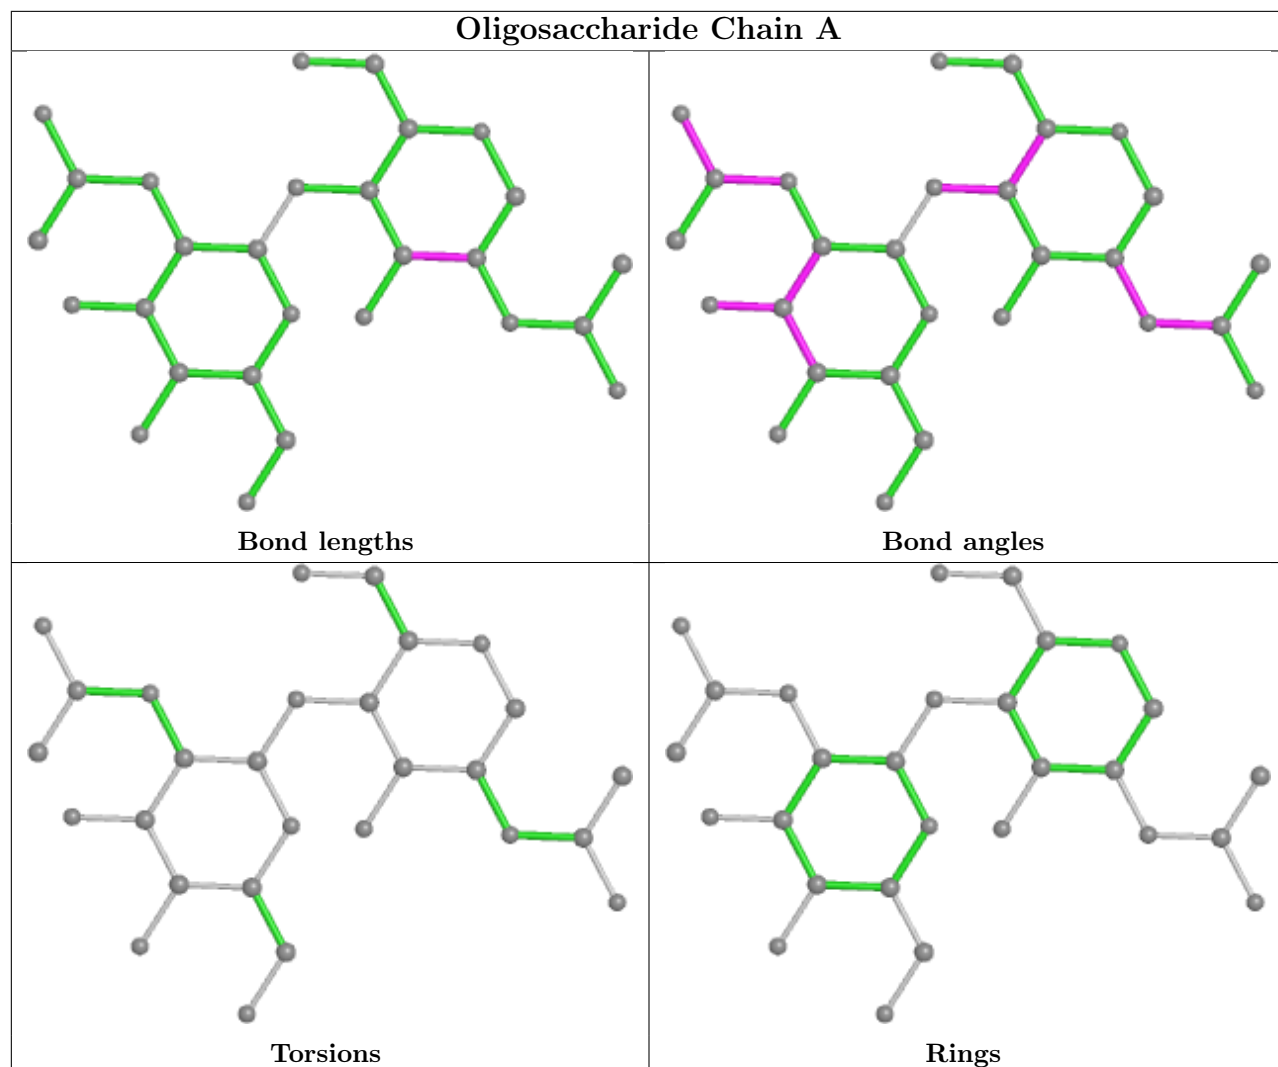 Oligosaccharide Chain A
Bond lengths
Bond angles
Torsions
Rings